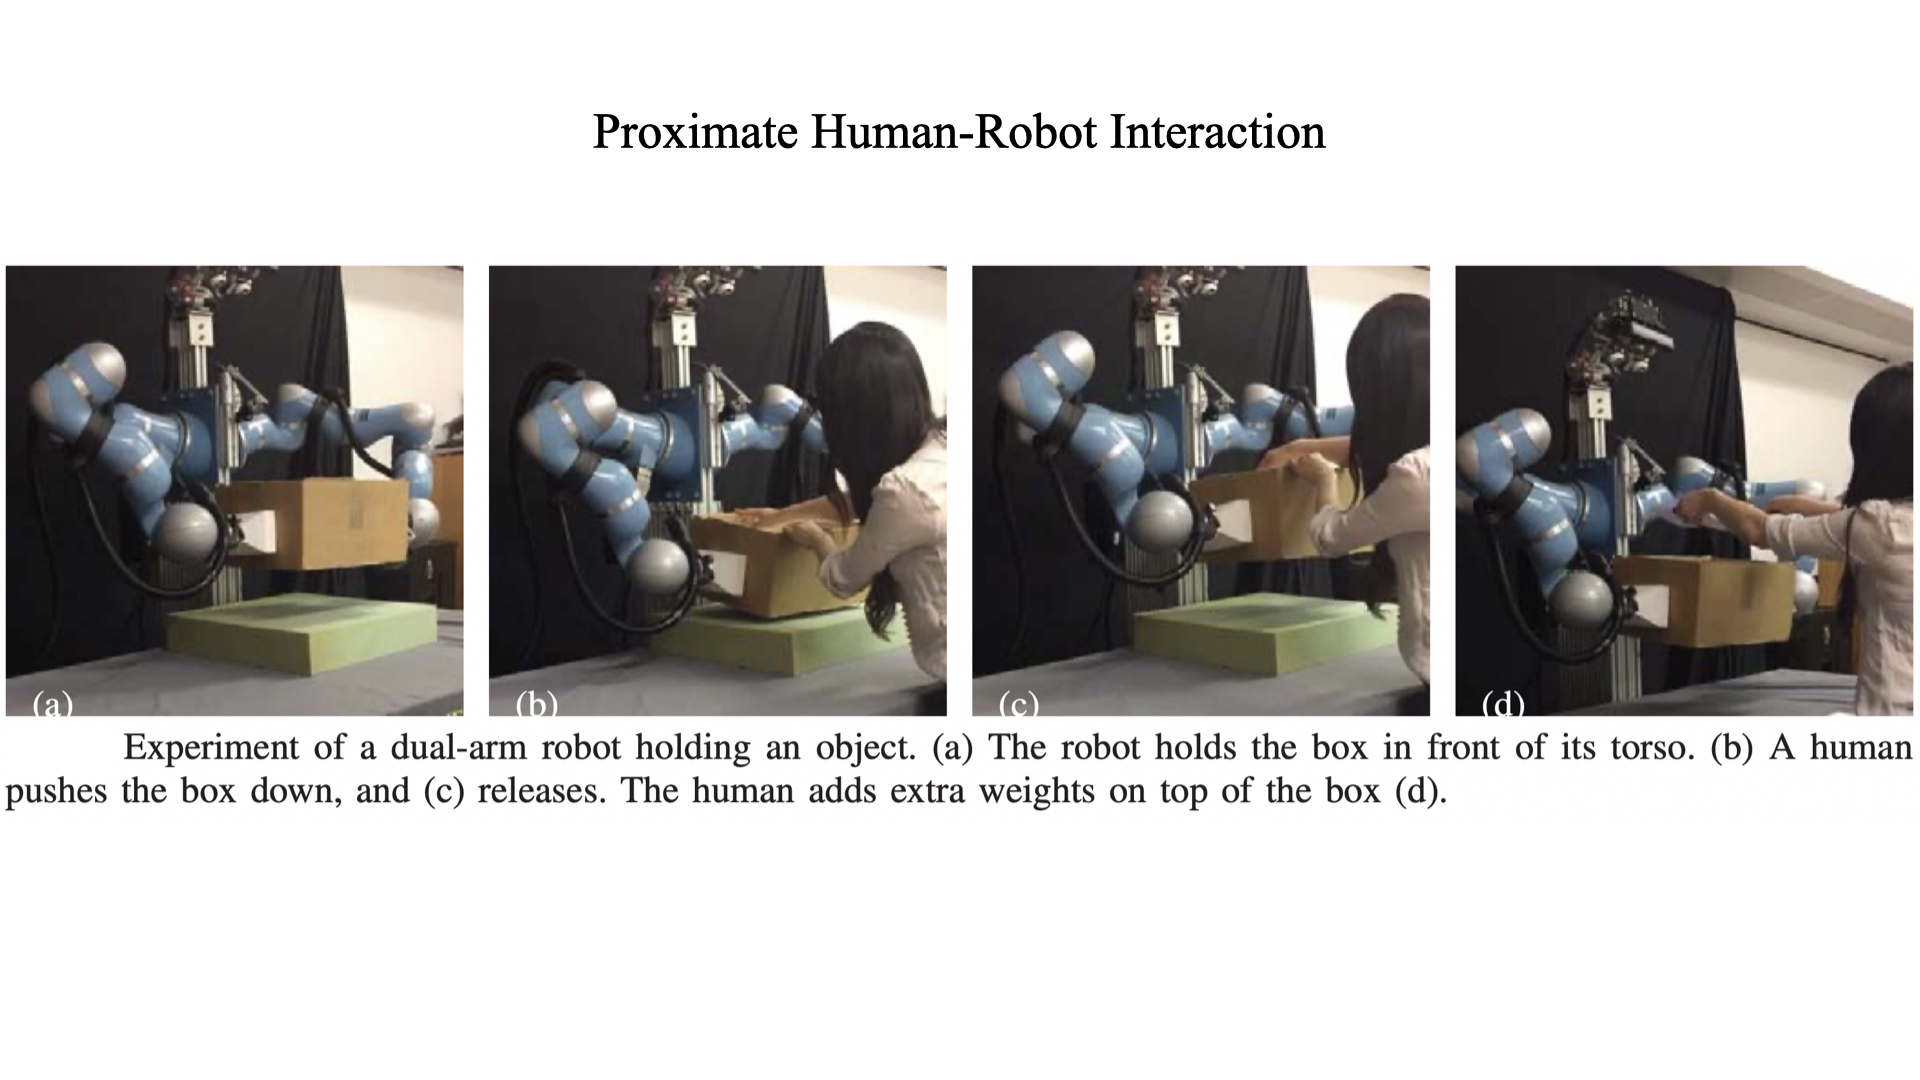 Proximate Human-Robot Interaction
(a)
(b)
(c)
(d)
Experiment of a dual-arm robot holding an object. (a) The robot holds the box in front of its torso. (b) A human
pushes the box down, and (c) releases. The human adds extra weights on top of the box (d).